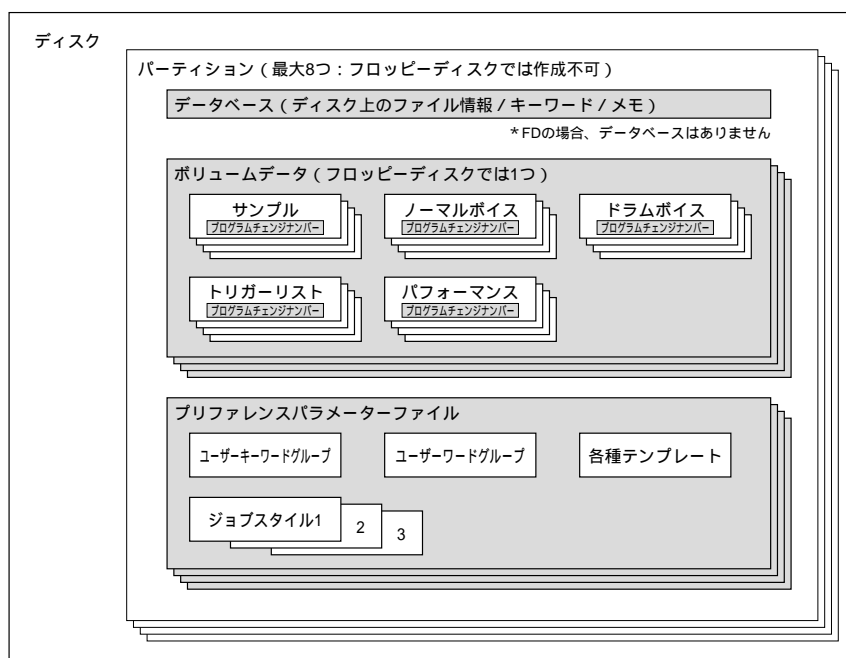 ディスク
パーティション(最大8つ:フロッピーディスクでは作成不可)
データベース(ディスク上のファイル情報/キーワード/メモ)
*FDの場合、データベースはありません
ボリュームデータ(フロッピーディスクでは1つ)
サンプル
プログラムチェンジナンバー
ノーマルボイス
プログラムチェンジナンバー
ドラムボイス
プログラムチェンジナンバー
トリガーリスト
プログラムチェンジナンバー
パフォーマンス
プログラムチェンジナンバー
プリファレンスパラメーターファイル
ユーザーキーワードグループ
ユーザーワードグループ
各種テンプレート
ジョブスタイル1
2
3